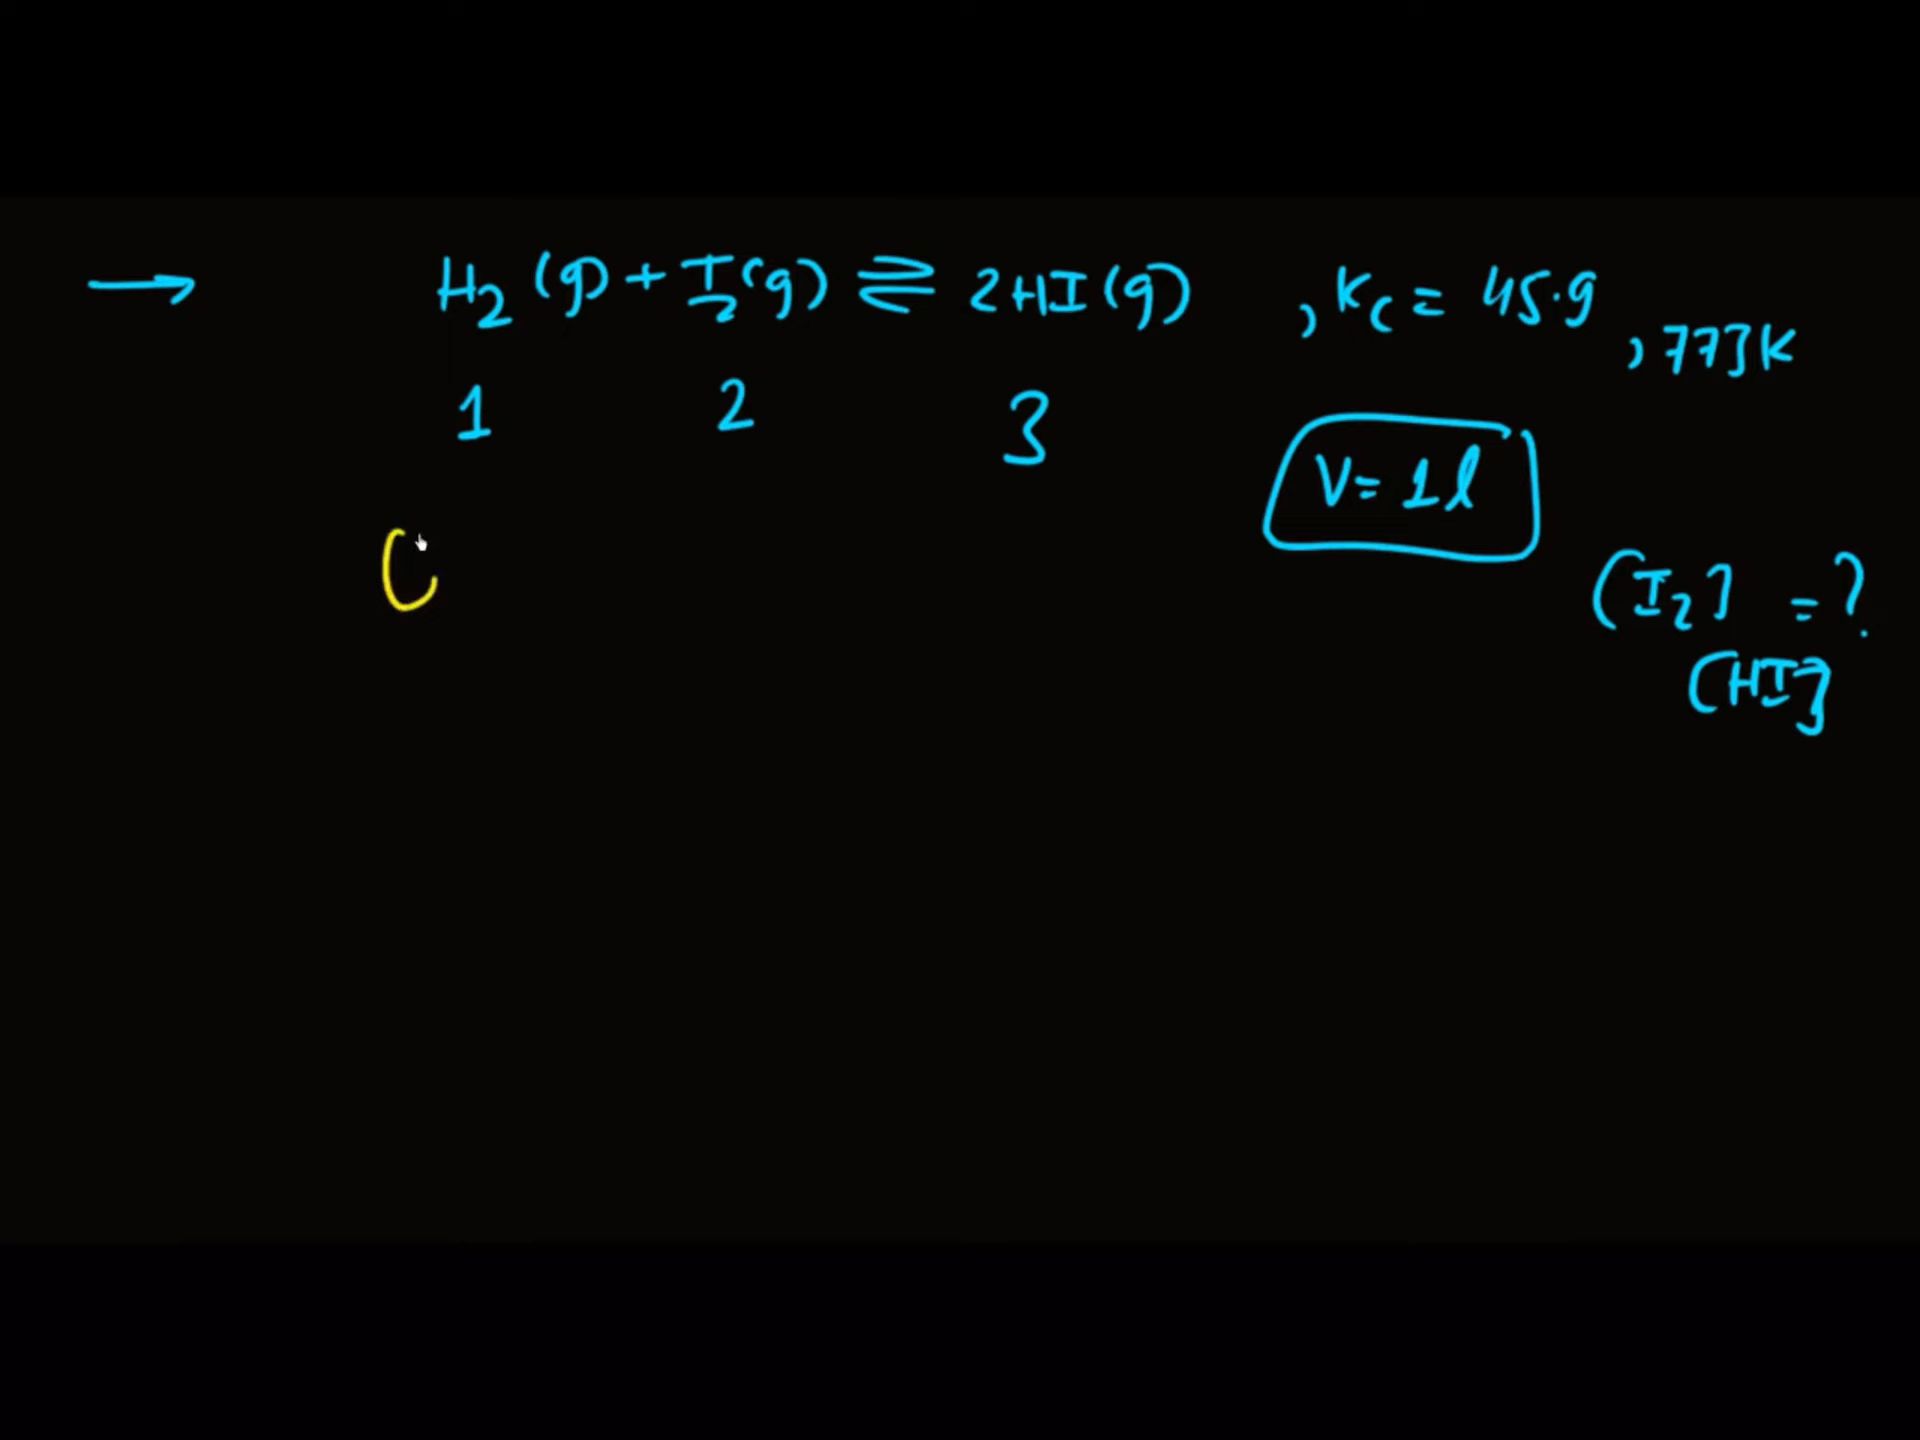 → H₂(g) + I₂(g) ⇌ 2HI(g) , Kc = 45.9 , 773K
1 2 3
V = 1l
C
(I₂] = ?
(HI]